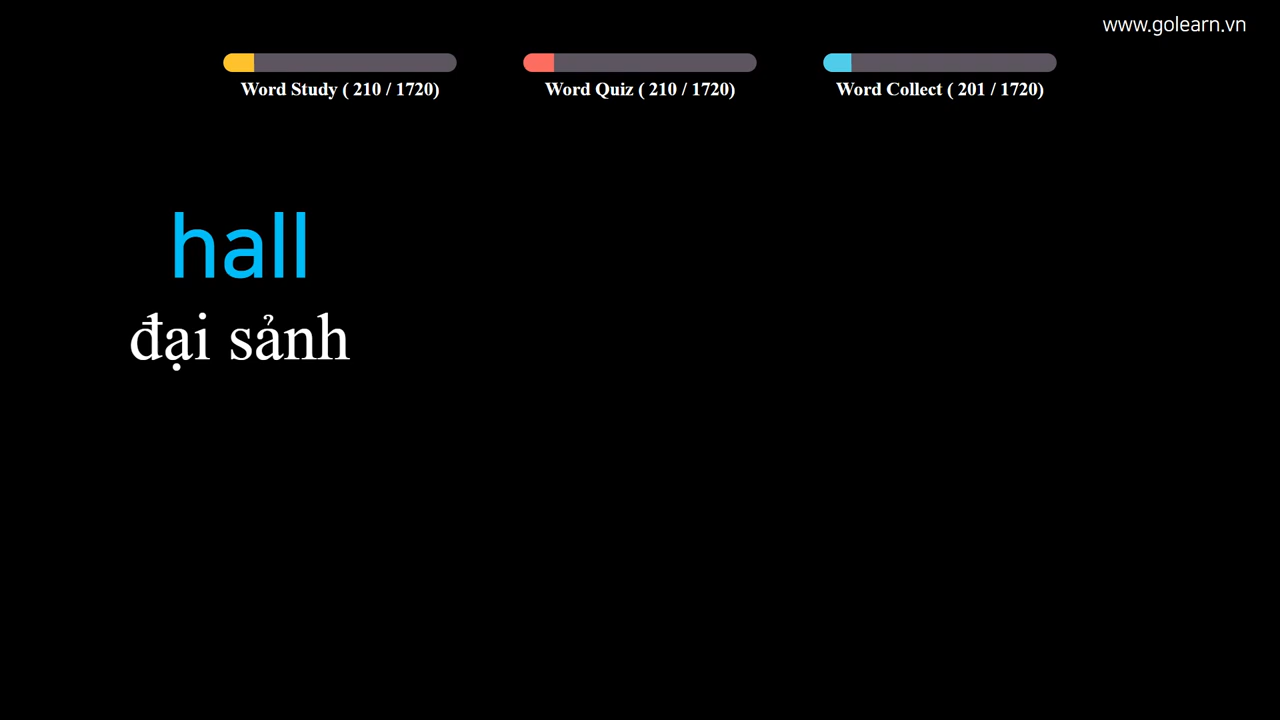 www.golearn.vn
Word Study ( 210 / 1720)
Word Quiz ( 210 / 1720)
Word Collect ( 201 / 1720)
hall
đại sảnh